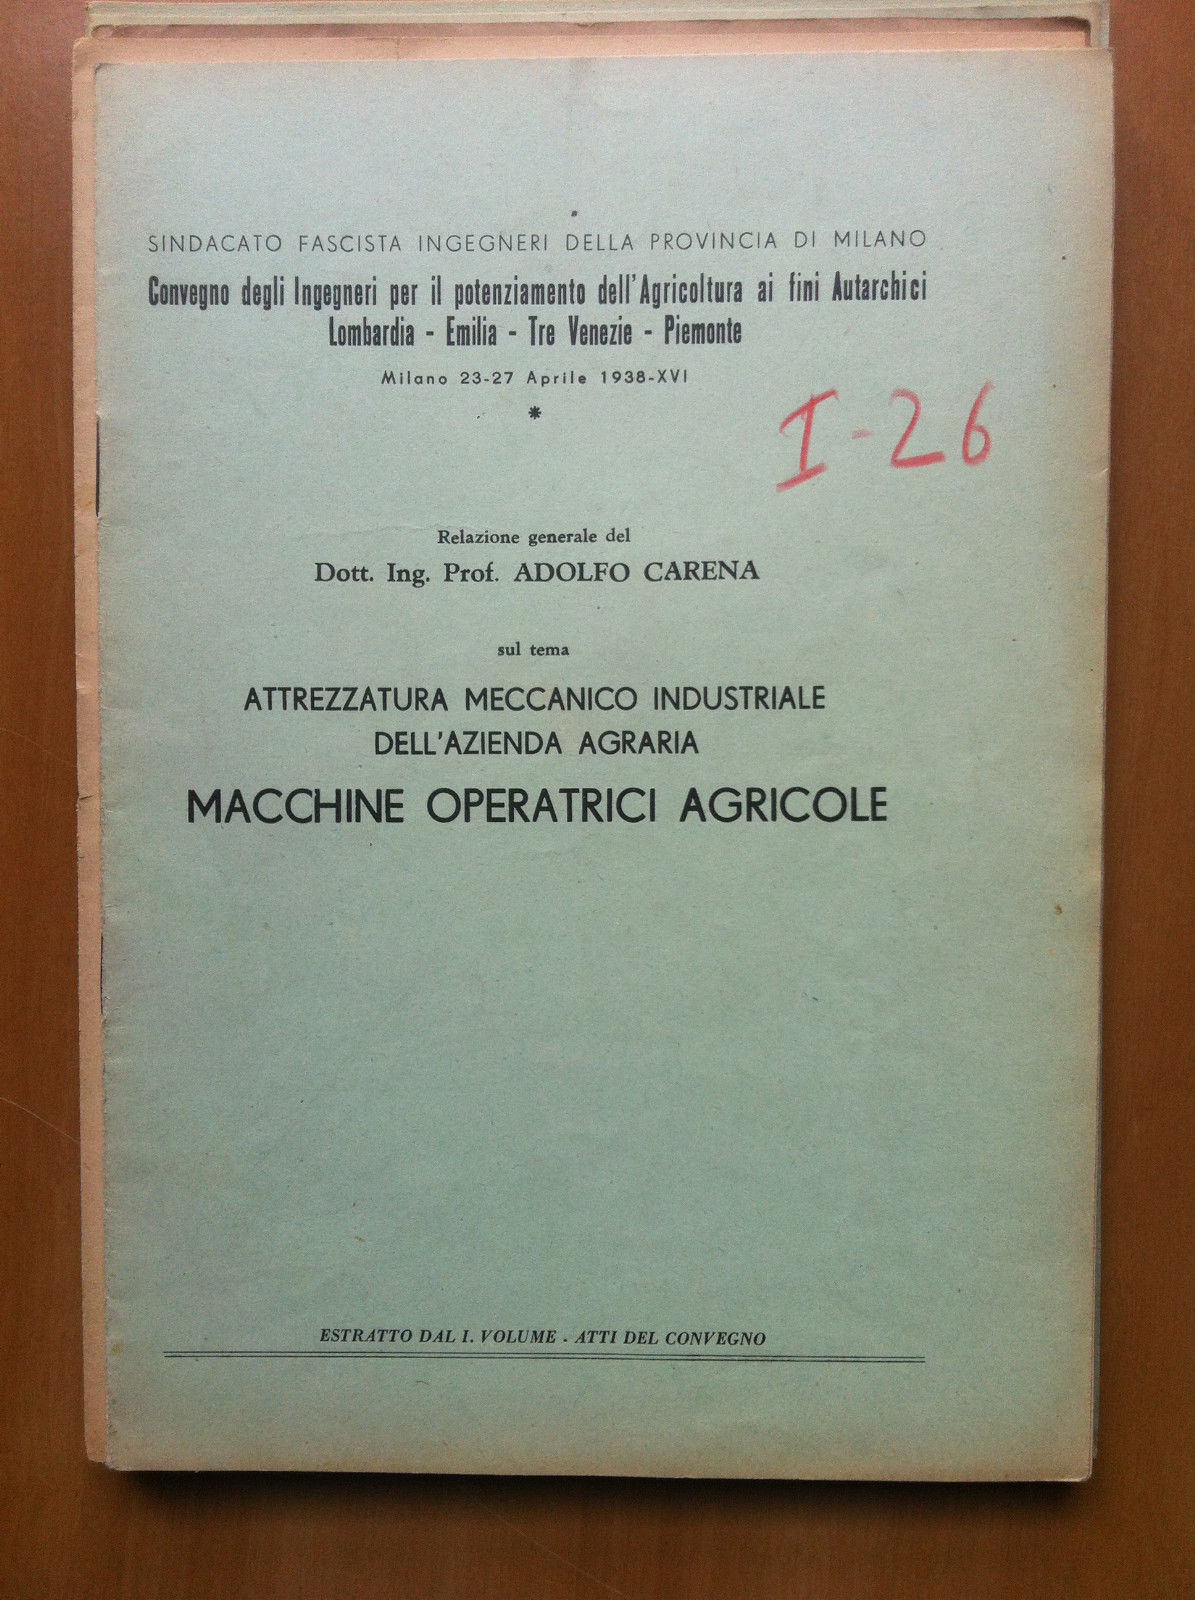 SINDACATO FASCISTA INGEGNERI DELLA PROVINCIA DI MILANO
Convegno degli Ingegneri per il potenziamento dell'Agricoltura ai fini Autarchici
Lombardia - Emilia - Tre Venezie - Piemonte
Milano 23-27 Aprile 1938-XVI
*
I-26
Relazione generale del
Dott. Ing. Prof. ADOLFO CARENA
sul tema
ATTREZZATURA MECCANICO INDUSTRIALE
DELL'AZIENDA AGRARIA
MACCHINE OPERATRICI AGRICOLE
ESTRATTO DAL I. VOLUME - ATTI DEL CONVEGNO